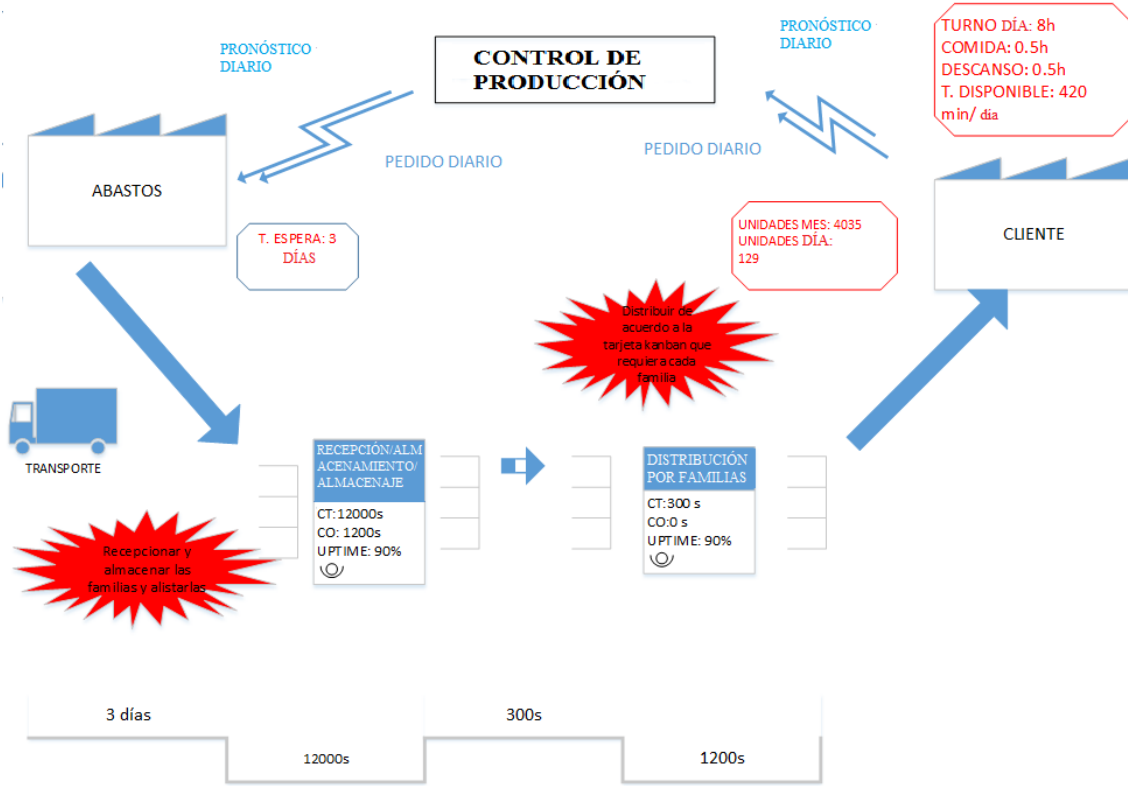 PRONÓSTICO
DIARIO
CONTROL DE
PRODUCCIÓN
PRONÓSTICO
DIARIO
TURNO DÍA: 8h
COMIDA: 0.5h
DESCANSO: 0.5h
T. DISPONIBLE: 420
min/ día
ABASTOS
PEDIDO DIARIO
PEDIDO DIARIO
CLIENTE
T. ESPERA: 3
DÍAS
UNIDADES MES: 4035
UNIDADES DÍA:
129
Distribuir de
acuerdo a la
tarjeta kanban que
requiera cada
familia
TRANSPORTE
RECEPCIÓN/ALM
ACENAMIENTO/
ALMACENAJE
CT:12000s
CO: 1200s
UPTIME: 90%
DISTRIBUCIÓN
POR FAMILIAS
CT:300 s
CO:0 s
UPTIME: 90%
Recepcionar y
almacenar las
familias y alistarlas
3 días
12000s
300s
1200s